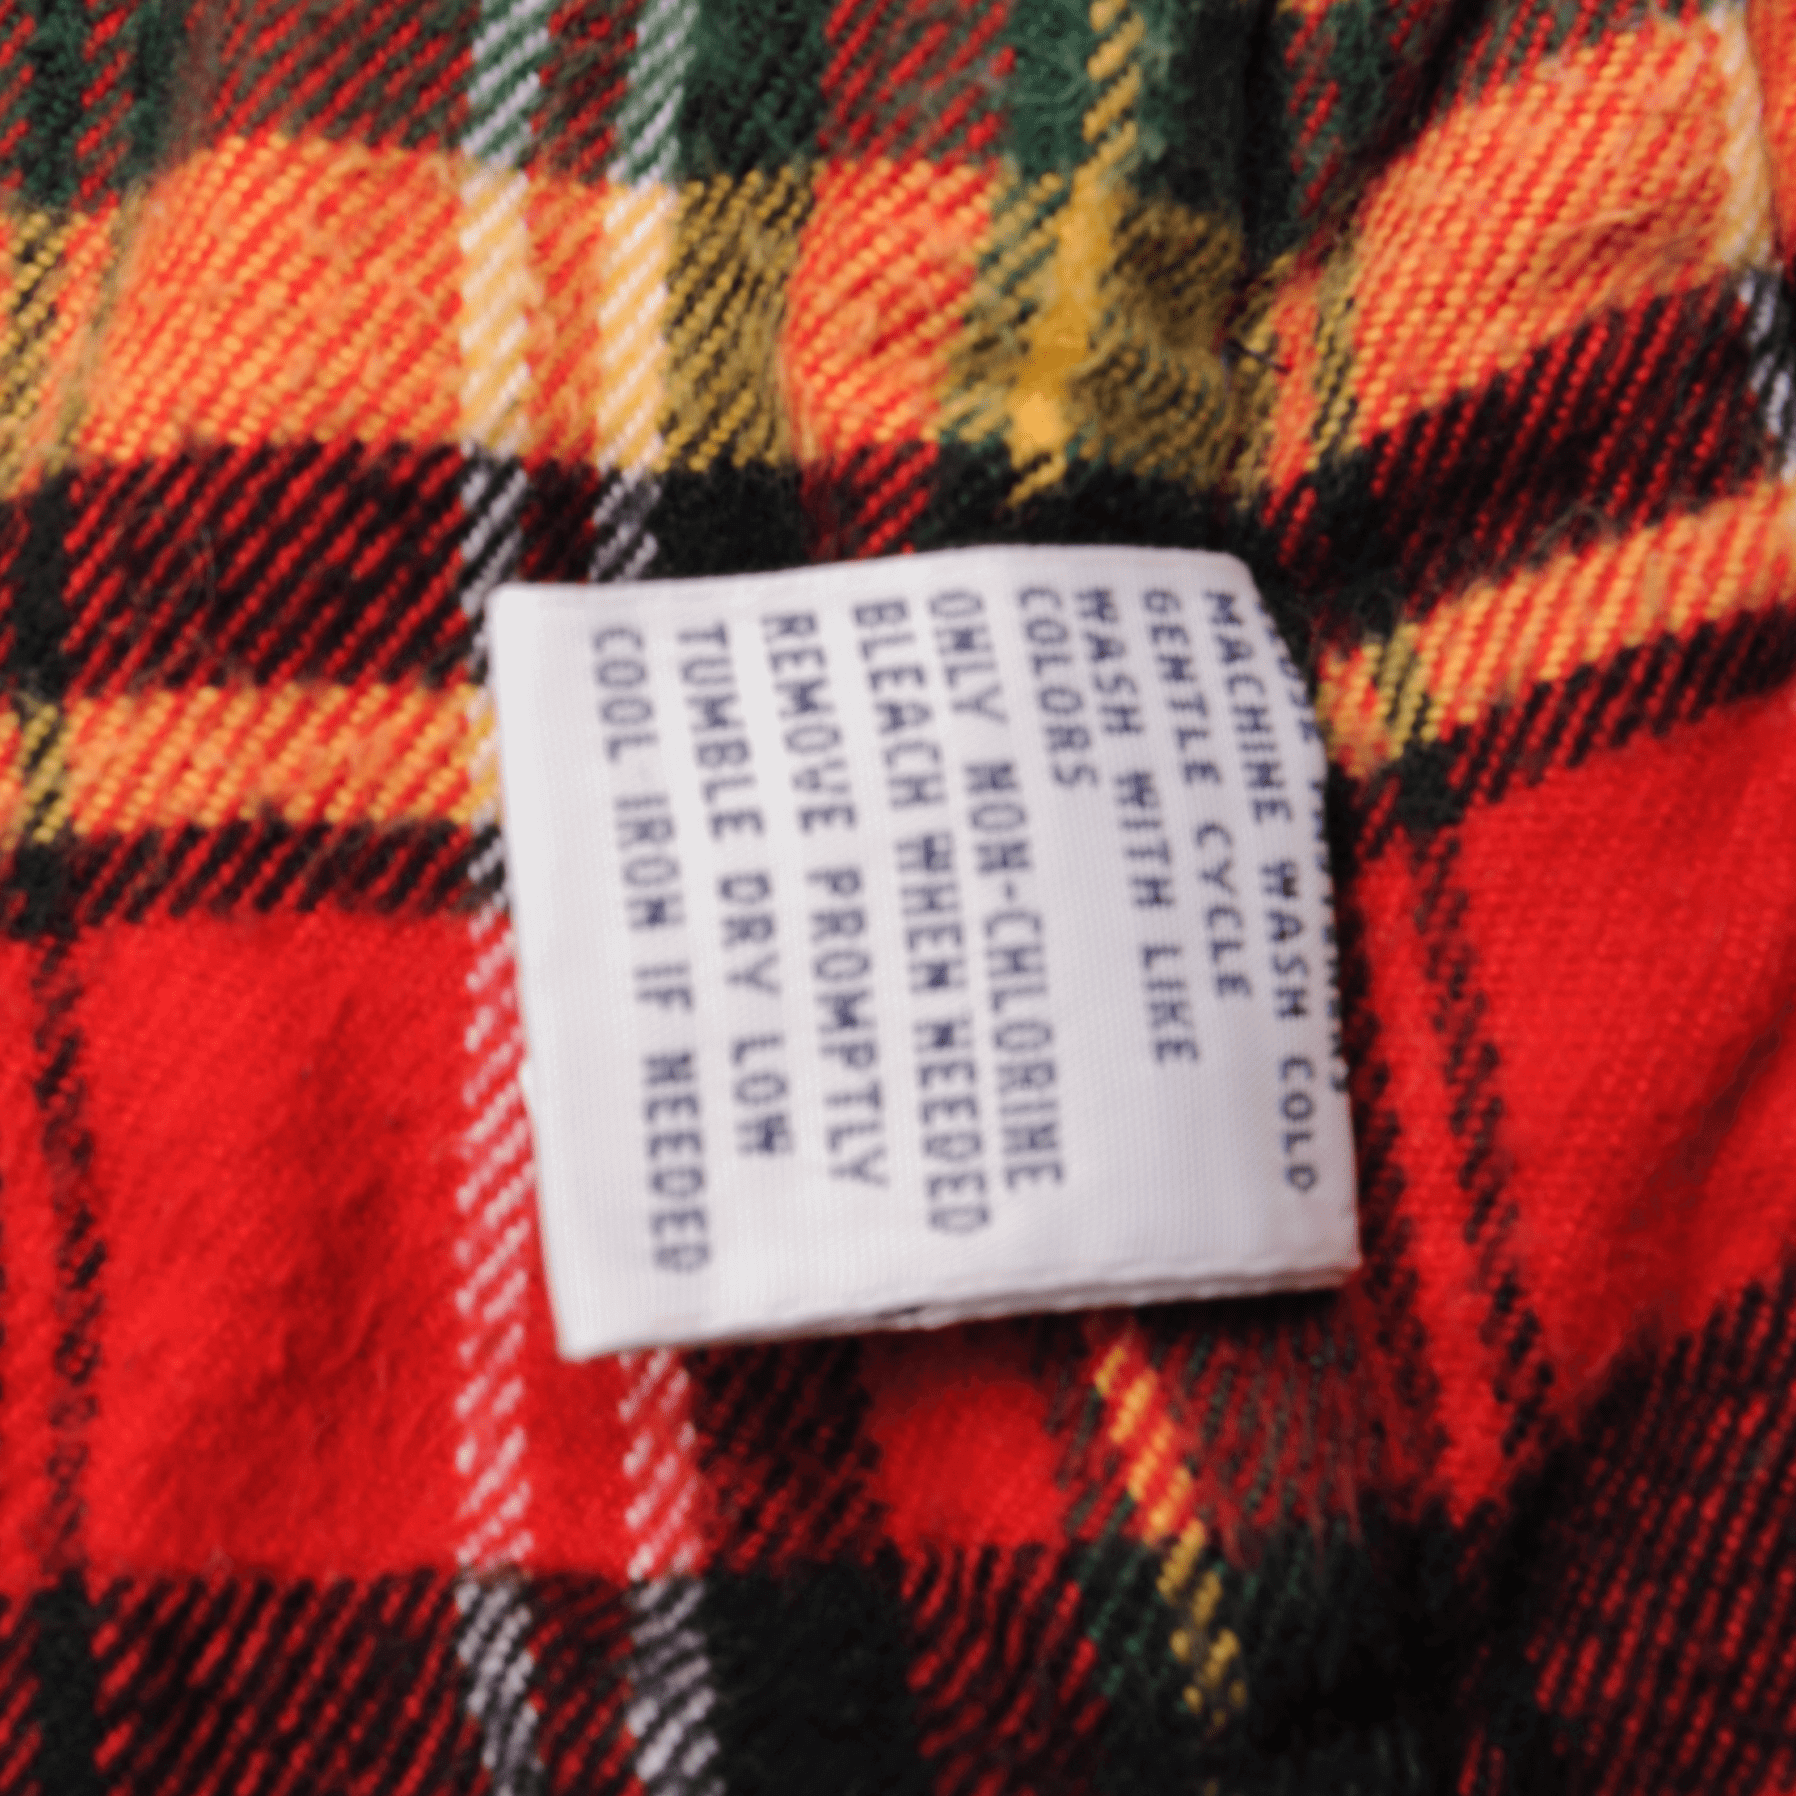 MACHINE WASH COLD
GENTLE CYCLE
WASH WITH LIKE
COLORS
ONLY NON-CHLORINE
BLEACH WHEN NEEDED
REMOVE PROMPTLY
TUMBLE DRY LOW
COOL IRON IF NEEDED